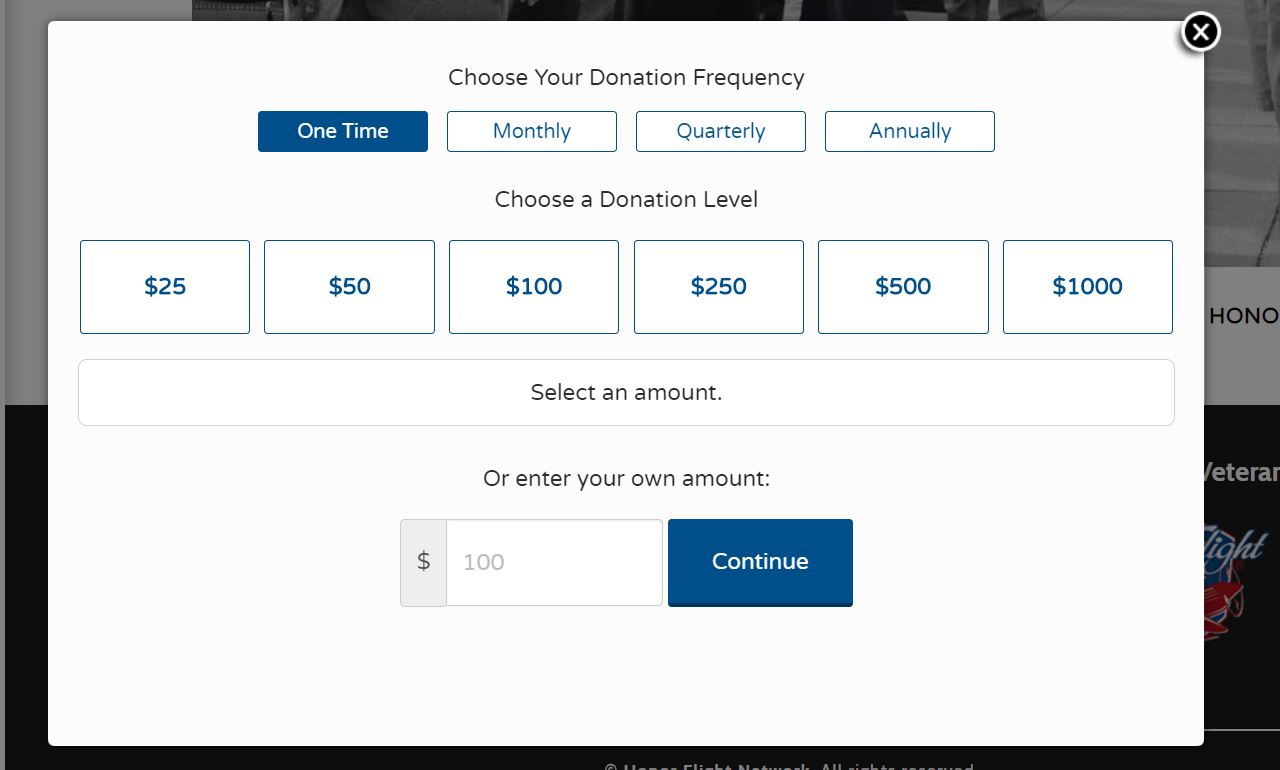 Choose Your Donation Frequency
One Time Monthly Quarterly Annually
Choose a Donation Level
$25 $50 $100 $250 $500 $1000
HONO
Select an amount.
Veteran
Or enter your own amount:
$ 100 Continue
light
© Honor Flight Network. All rights reserved